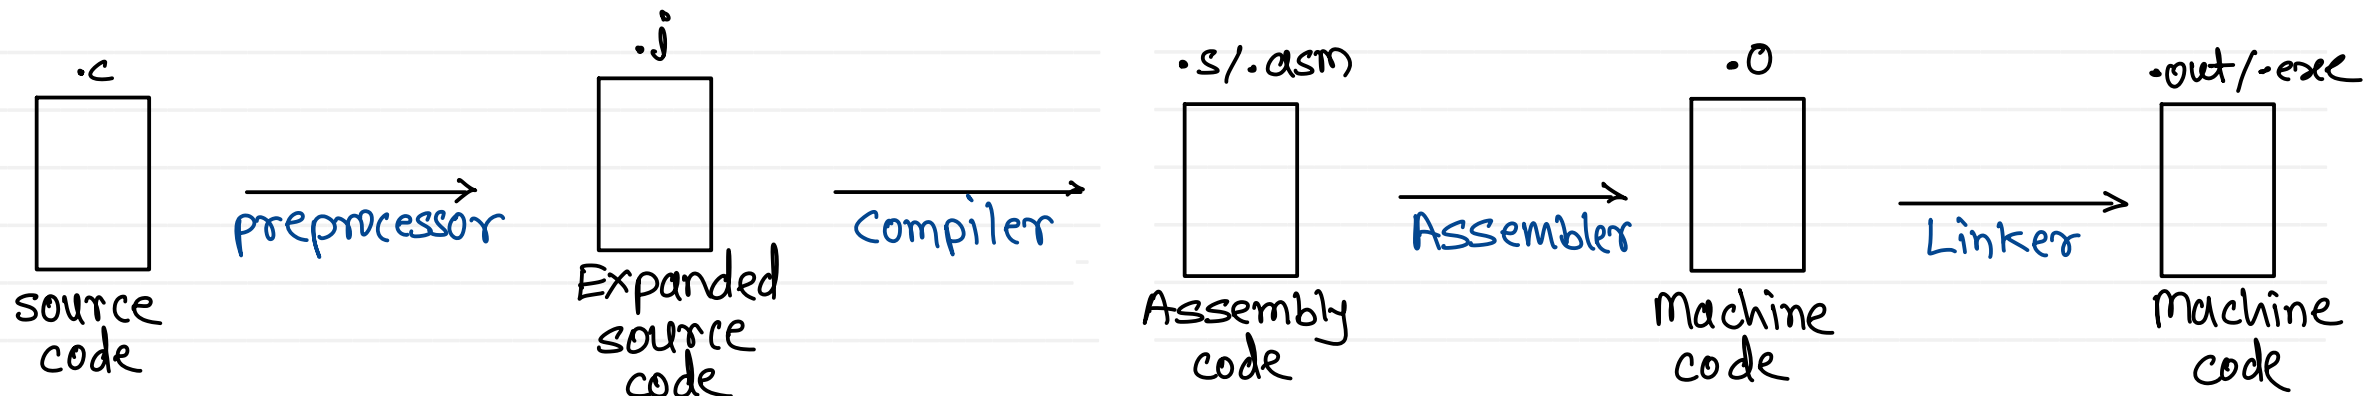 .c
source
code
preprocessor
.j
Expanded
source
code
Compiler
.s/.asm
Assembly
code
Assembler
.o
Machine
code
Linker
.out/.exe
Machine
code